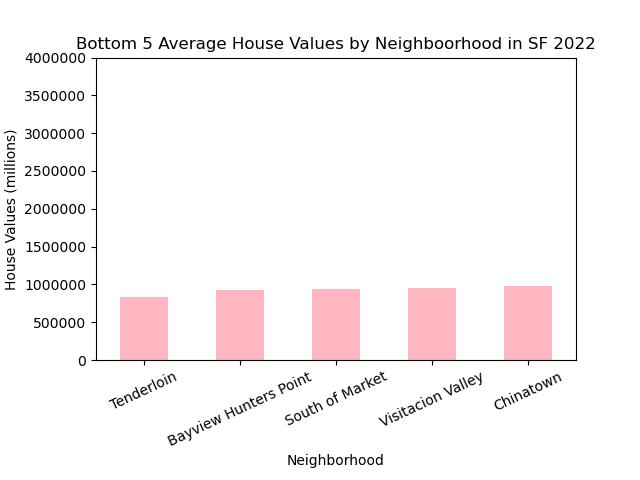 Bottom 5 Average House Values by Neighboorhood in SF 2022
House Values (millions)
4000000
3500000
3000000
2500000
2000000
1500000
1000000
500000
0
Tenderloin
Bayview Hunters Point
South of Market
Visitacion Valley
Chinatown
Neighborhood